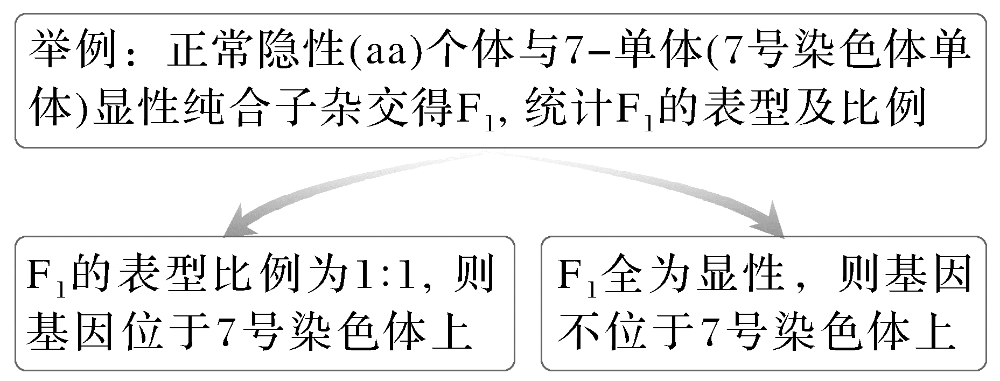 举例：正常隐性(aa)个体与7-单体(7号染色体单
体)显性纯合子杂交得F₁, 统计F₁的表型及比例
F₁的表型比例为1∶1, 则
基因位于7号染色体上
F₁全为显性，则基因
不位于7号染色体上